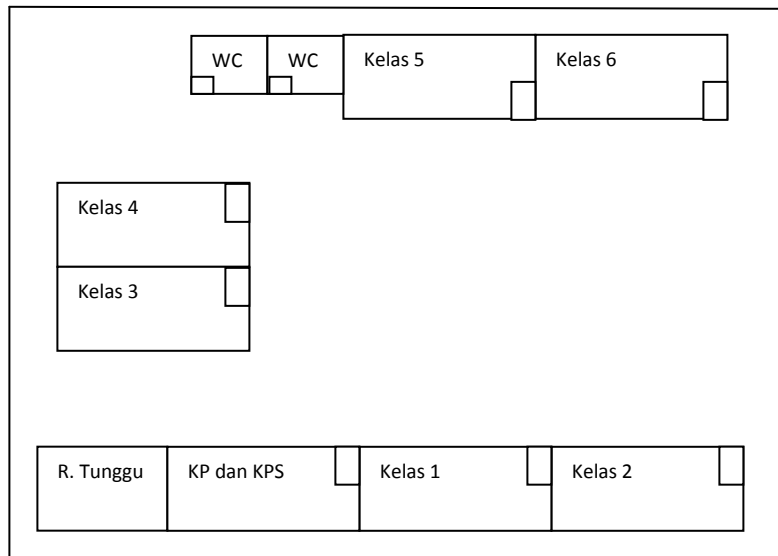 WC WC Kelas 5 Kelas 6
Kelas 4
Kelas 3
R. Tunggu KP dan KPS Kelas 1 Kelas 2